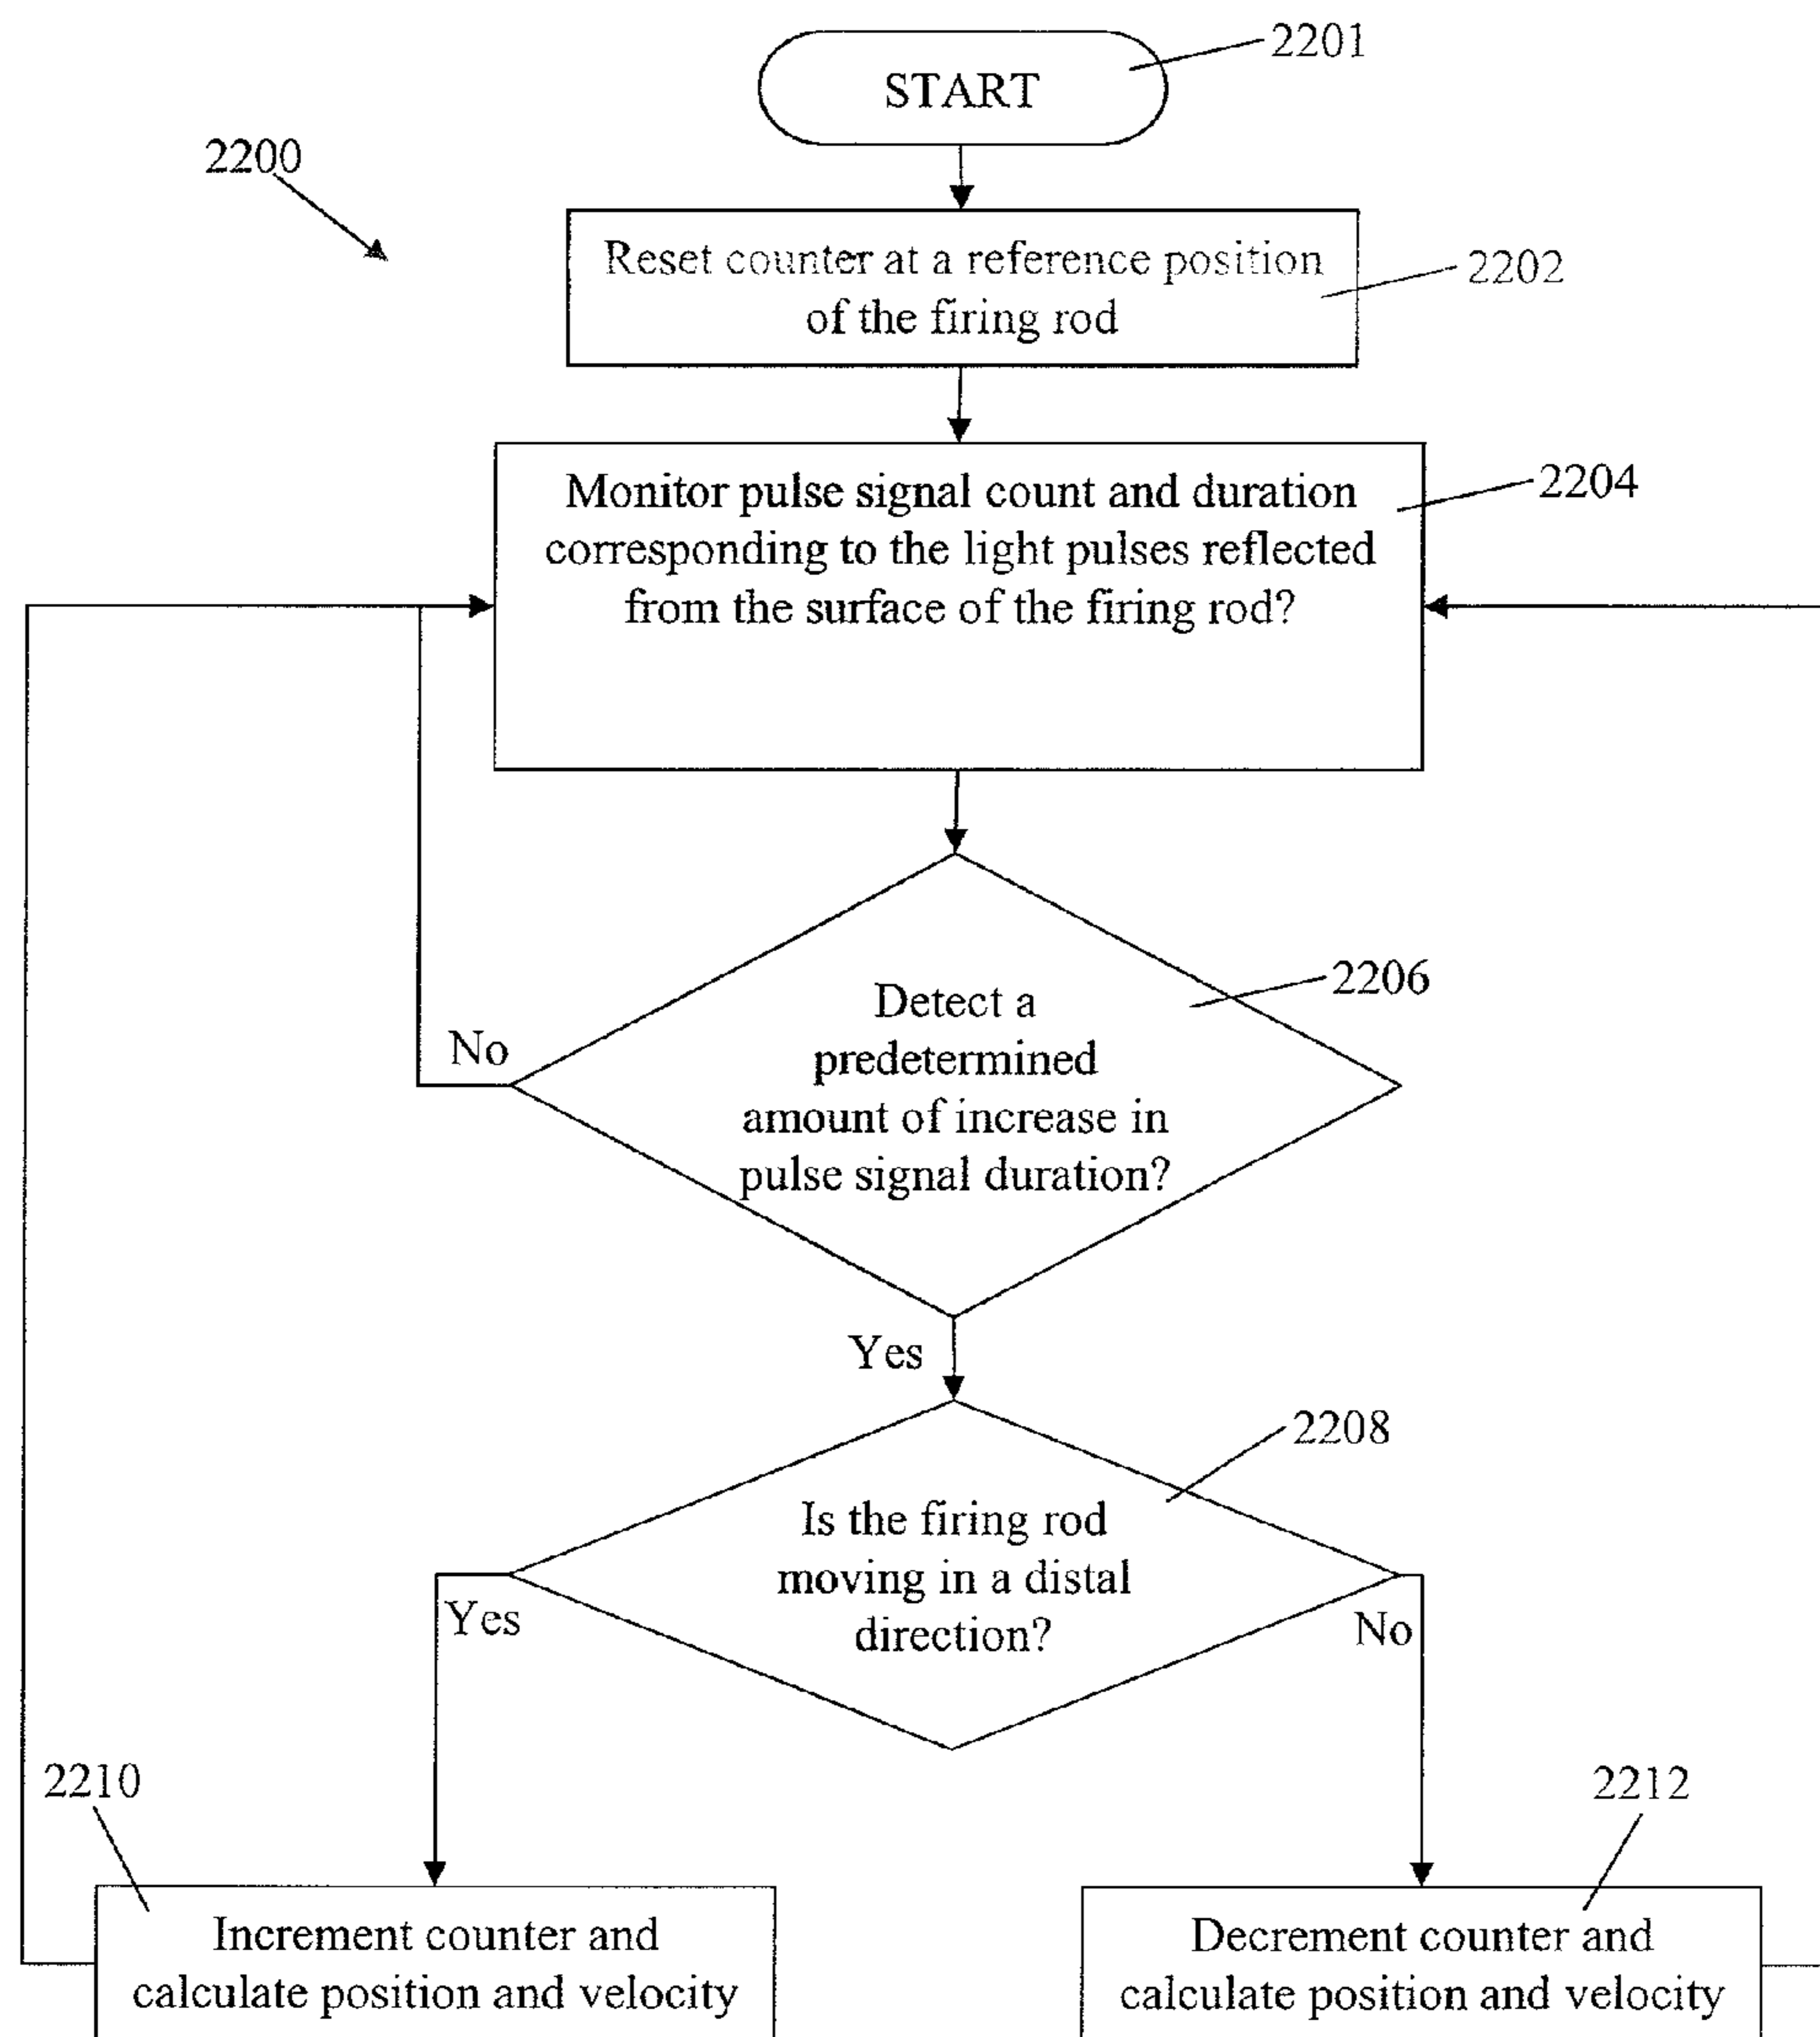 2201
START
2200
Reset counter at a reference position
of the firing rod
2202
Monitor pulse signal count and duration
corresponding to the light pulses reflected
from the surface of the firing rod?
2204
Detect a
predetermined
amount of increase in
pulse signal duration?
2206
No
Yes
2208
Is the firing rod
moving in a distal
direction?
Yes
No
2210
2212
Increment counter and
calculate position and velocity
Decrement counter and
calculate position and velocity